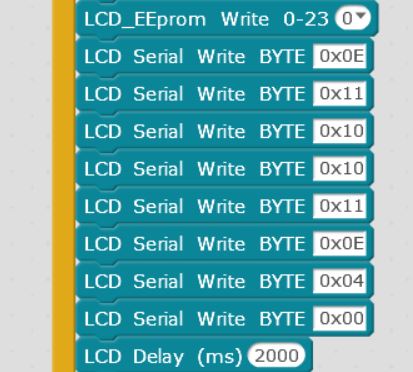 LCD_EEprom Write 0-23 0
LCD Serial Write BYTE 0x0E
LCD Serial Write BYTE 0x11
LCD Serial Write BYTE 0x10
LCD Serial Write BYTE 0x10
LCD Serial Write BYTE 0x11
LCD Serial Write BYTE 0x0E
LCD Serial Write BYTE 0x04
LCD Serial Write BYTE 0x00
LCD Delay (ms) 2000